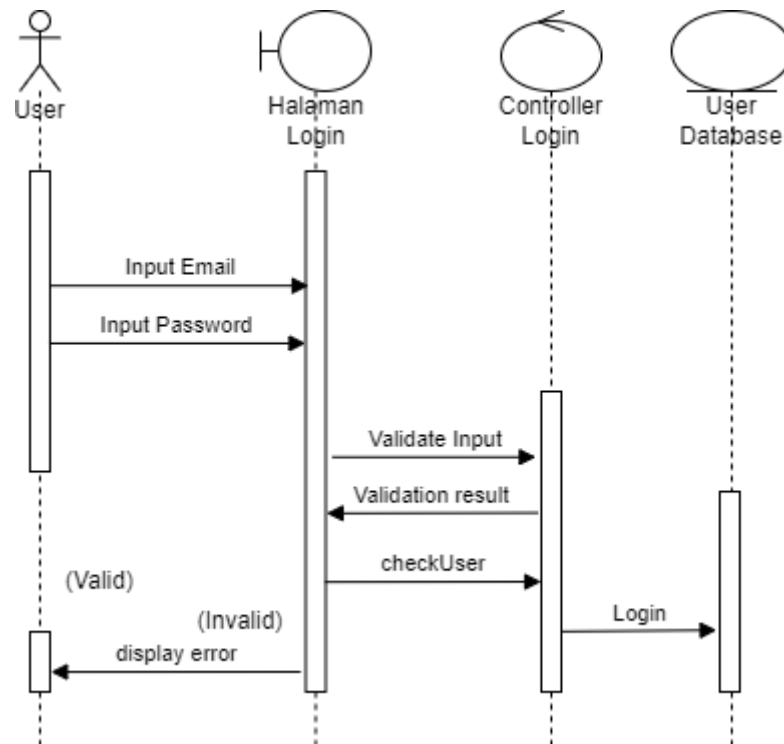 User
Halaman
Login
Controller
Login
User
Database
Input Email
Input Password
Validate Input
Validation result
checkUser
(Valid)
(Invalid)
Login
display error